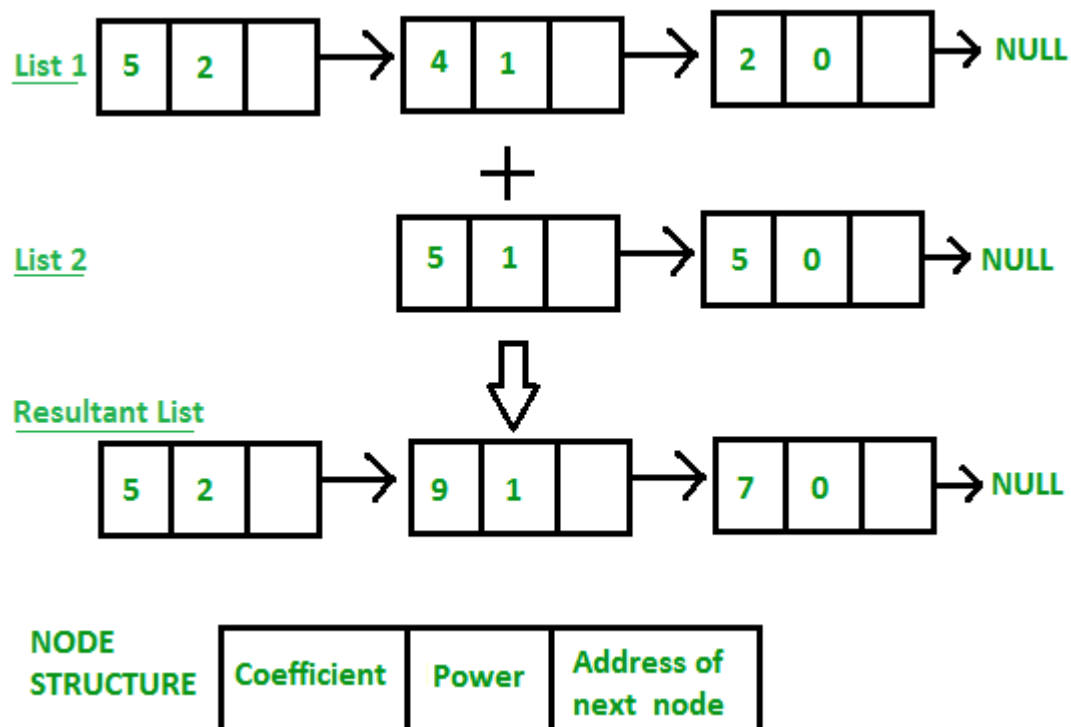 List 1 5 2 4 1 2 0 NULL
+
List 2 5 1 5 0 NULL
Resultant List
5 2 9 1 7 0 NULL
NODE
STRUCTURE
Coefficient Power Address of
next node